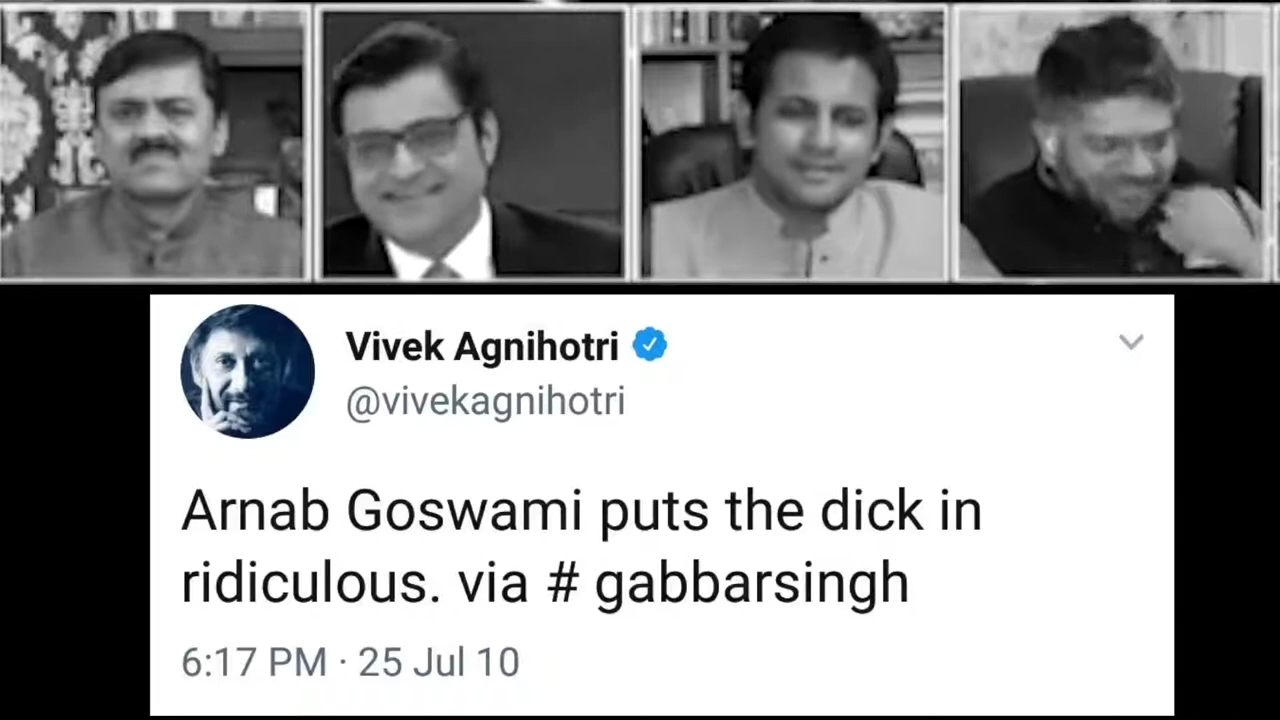 Vivek Agnihotri
@vivekagnihotri
Arnab Goswami puts the dick in
ridiculous. via # gabbarsingh
6:17 PM · 25 Jul 10